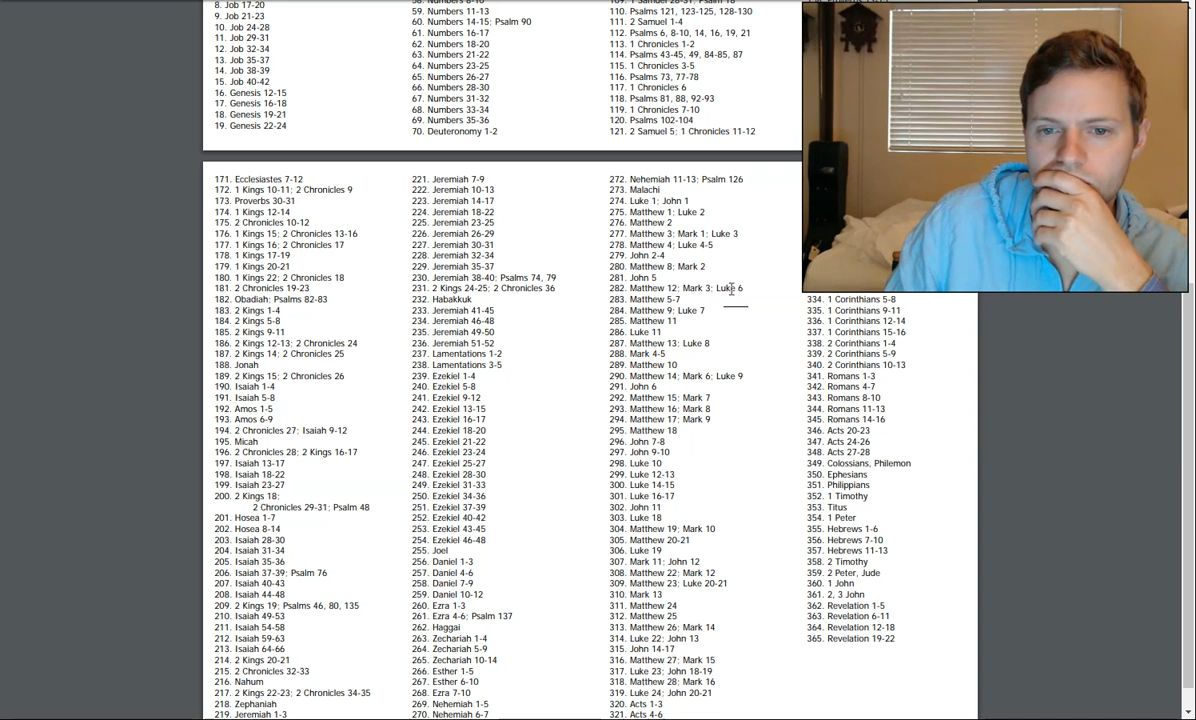 8. Job 17-20
9. Job 21-23
10. Job 24-28
11. Job 29-31
12. Job 32-34
13. Job 35-37
14. Job 38-39
15. Job 40-42
16. Genesis 12-15
17. Genesis 16-18
18. Genesis 19-21
19. Genesis 22-24
59. Numbers 11-13
60. Numbers 14-15; Psalm 90
61. Numbers 16-17
62. Numbers 18-20
63. Numbers 21-22
64. Numbers 23-25
65. Numbers 26-27
66. Numbers 28-30
67. Numbers 31-32
68. Numbers 33-34
69. Numbers 35-36
70. Deuteronomy 1-2
110. Psalms 121, 123-125, 128-130
111. 2 Samuel 1-4
112. Psalms 6, 8-10, 14, 16, 19, 21
113. 1 Chronicles 1-2
114. Psalms 43-45, 49, 84-85, 87
115. 1 Chronicles 3-5
116. Psalms 73, 77-78
117. 1 Chronicles 6
118. Psalms 81, 88, 92-93
119. 1 Chronicles 7-10
120. Psalms 102-104
121. 2 Samuel 5; 1 Chronicles 11-12
171. Ecclesiastes 7-12
172. 1 Kings 10-11; 2 Chronicles 9
173. Proverbs 30-31
174. 1 Kings 12-14
175. 2 Chronicles 10-12
176. 1 Kings 15; 2 Chronicles 13-16
177. 1 Kings 16; 2 Chronicles 17
178. 1 Kings 17-19
179. 1 Kings 20-21
180. 1 Kings 22; 2 Chronicles 18
181. 2 Chronicles 19-23
182. Obadiah; Psalms 82-83
183. 2 Kings 1-4
184. 2 Kings 5-8
185. 2 Kings 9-11
186. 2 Kings 12-13; 2 Chronicles 24
187. 2 Kings 14; 2 Chronicles 25
188. Jonah
189. 2 Kings 15; 2 Chronicles 26
190. Isaiah 1-4
191. Isaiah 5-8
192. Amos 1-5
193. Amos 6-9
194. 2 Chronicles 27; Isaiah 9-12
195. Micah
196. 2 Chronicles 28; 2 Kings 16-17
197. Isaiah 13-17
198. Isaiah 18-22
199. Isaiah 23-27
200. 2 Kings 18;
2 Chronicles 29-31; Psalm 48
201. Hosea 1-7
202. Hosea 8-14
203. Isaiah 28-30
204. Isaiah 31-34
205. Isaiah 35-36
206. Isaiah 37-39; Psalm 76
207. Isaiah 40-43
208. Isaiah 44-48
209. 2 Kings 19; Psalms 46, 80, 135
210. Isaiah 49-53
211. Isaiah 54-58
212. Isaiah 59-63
213. Isaiah 64-66
214. 2 Kings 20-21
215. 2 Chronicles 32-33
216. Nahum
217. 2 Kings 22-23; 2 Chronicles 34-35
218. Zephaniah
219. Jeremiah 1-3
221. Jeremiah 7-9
222. Jeremiah 10-13
223. Jeremiah 14-17
224. Jeremiah 18-22
225. Jeremiah 23-25
226. Jeremiah 26-29
227. Jeremiah 30-31
228. Jeremiah 32-34
229. Jeremiah 35-37
230. Jeremiah 38-40; Psalms 74, 79
231. 2 Kings 24-25; 2 Chronicles 36
232. Habakkuk
233. Jeremiah 41-45
234. Jeremiah 46-48
235. Jeremiah 49-50
236. Jeremiah 51-52
237. Lamentations 1-2
238. Lamentations 3-5
239. Ezekiel 1-4
240. Ezekiel 5-8
241. Ezekiel 9-12
242. Ezekiel 13-15
243. Ezekiel 16-17
244. Ezekiel 18-20
245. Ezekiel 21-22
246. Ezekiel 23-24
247. Ezekiel 25-27
248. Ezekiel 28-30
249. Ezekiel 31-33
250. Ezekiel 34-36
251. Ezekiel 37-39
252. Ezekiel 40-42
253. Ezekiel 43-45
254. Ezekiel 46-48
255. Joel
256. Daniel 1-3
257. Daniel 4-6
258. Daniel 7-9
259. Daniel 10-12
260. Ezra 1-3
261. Ezra 4-6; Psalm 137
262. Haggai
263. Zechariah 1-4
264. Zechariah 5-9
265. Zechariah 10-14
266. Esther 1-5
267. Esther 6-10
268. Ezra 7-10
269. Nehemiah 1-5
270. Nehemiah 6-7
272. Nehemiah 11-13; Psalm 126
273. Malachi
274. Luke 1; John 1
275. Matthew 1; Luke 2
276. Matthew 2
277. Matthew 3; Mark 1; Luke 3
278. Matthew 4; Luke 4-5
279. John 2-4
280. Matthew 8; Mark 2
281. John 5
282. Matthew 12; Mark 3; Luke 6
283. Matthew 5-7
284. Matthew 9; Luke 7
285. Matthew 11
286. Luke 11
287. Matthew 13; Luke 8
288. Mark 4-5
289. Matthew 10
290. Matthew 14; Mark 6; Luke 9
291. John 6
292. Matthew 15; Mark 7
293. Matthew 16; Mark 8
294. Matthew 17; Mark 9
295. Matthew 18
296. John 7-8
297. John 9-10
298. Luke 10
299. Luke 12-13
300. Luke 14-15
301. Luke 16-17
302. John 11
303. Luke 18
304. Matthew 19; Mark 10
305. Matthew 20-21
306. Luke 19
307. Mark 11; John 12
308. Matthew 22; Mark 12
309. Matthew 23; Luke 20-21
310. Mark 13
311. Matthew 24
312. Matthew 25
313. Matthew 26; Mark 14
314. Luke 22; John 13
315. John 14-17
316. Matthew 27; Mark 15
317. Luke 23; John 18-19
318. Matthew 28; Mark 16
319. Luke 24; John 20-21
320. Acts 1-3
321. Acts 4-6
334. 1 Corinthians 5-8
335. 1 Corinthians 9-11
336. 1 Corinthians 12-14
337. 1 Corinthians 15-16
338. 2 Corinthians 1-4
339. 2 Corinthians 5-9
340. 2 Corinthians 10-13
341. Romans 1-3
342. Romans 4-7
343. Romans 8-10
344. Romans 11-13
345. Romans 14-16
346. Acts 20-23
347. Acts 24-26
348. Acts 27-28
349. Colossians, Philemon
350. Ephesians
351. Philippians
352. 1 Timothy
353. Titus
354. 1 Peter
355. Hebrews 1-6
356. Hebrews 7-10
357. Hebrews 11-13
358. 2 Timothy
359. 2 Peter, Jude
360. 1 John
361. 2, 3 John
362. Revelation 1-5
363. Revelation 6-11
364. Revelation 12-18
365. Revelation 19-22